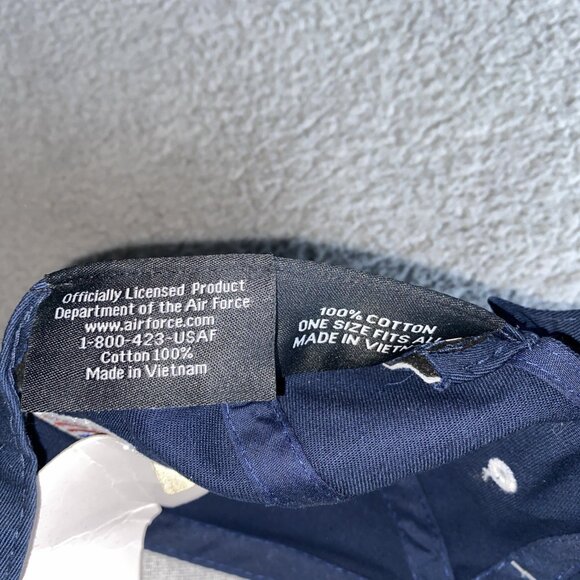 Officially Licensed Product
Department of the Air Force
www.airforce.com
1-800-423-USAF
Cotton 100%
Made in Vietnam
100% COTTON
ONE SIZE FITS
MADE IN